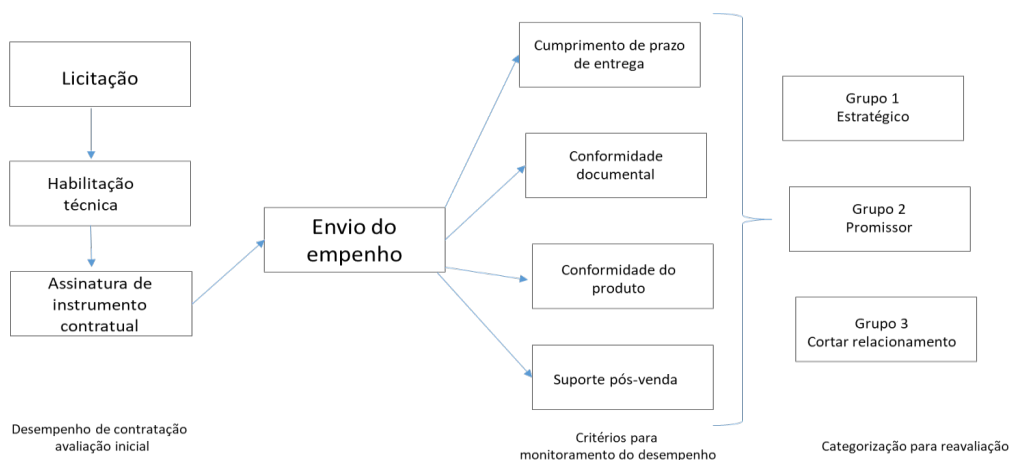 Licitação
Habilitação
técnica
Assinatura de
instrumento
contratual
Desempenho de contratação
avaliação inicial
Envio do
empenho
Cumprimento de prazo
de entrega
Conformidade
documental
Conformidade do
produto
Suporte pós-venda
Critérios para
monitoramento do desempenho
Grupo 1
Estratégico
Grupo 2
Promissor
Grupo 3
Cortar relacionamento
Categorização para reavaliação